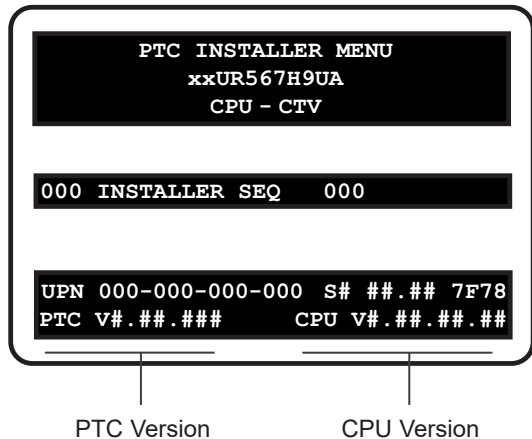 PTC INSTALLER MENU
xxUR567H9UA
CPU – CTV
000 INSTALLER SEQ 000
UPN 000-000-000-000 S# ##.## 7F78
PTC V#.##.### CPU V#.##.##.##
PTC Version CPU Version